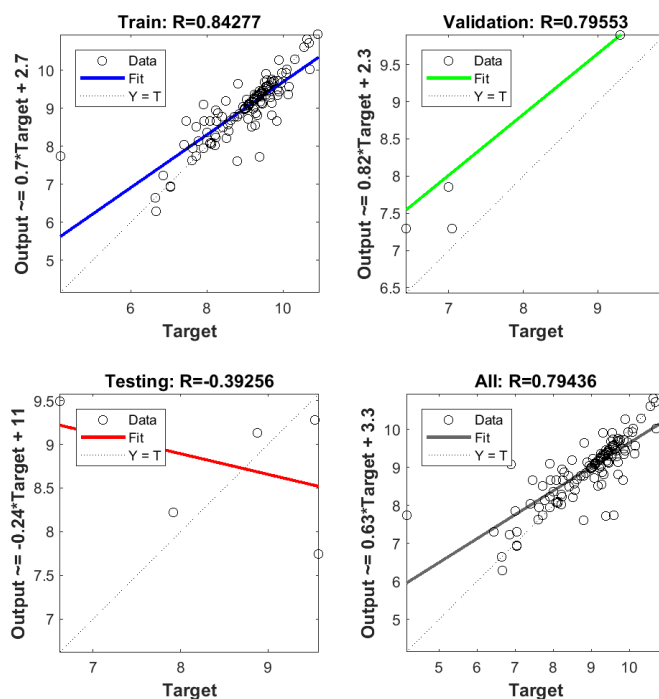 Train: R=0.84277
Output ~= 0.7*Target + 2.7
Data
Fit
Y = T
10
9
8
7
6
5
6
8
10
Target
Validation: R=0.79553
Output ~= 0.82*Target + 2.3
Data
Fit
Y = T
9.5
9
8.5
8
7.5
7
6.5
7
8
9
Target
Testing: R=-0.39256
Output ~= -0.24*Target + 11
Data
Fit
Y = T
9.5
9
8.5
8
7.5
7
7
8
9
Target
All: R=0.79436
Output ~= 0.63*Target + 3.3
Data
Fit
Y = T
10
9
8
7
6
5
4
5
6
7
8
9
10
Target